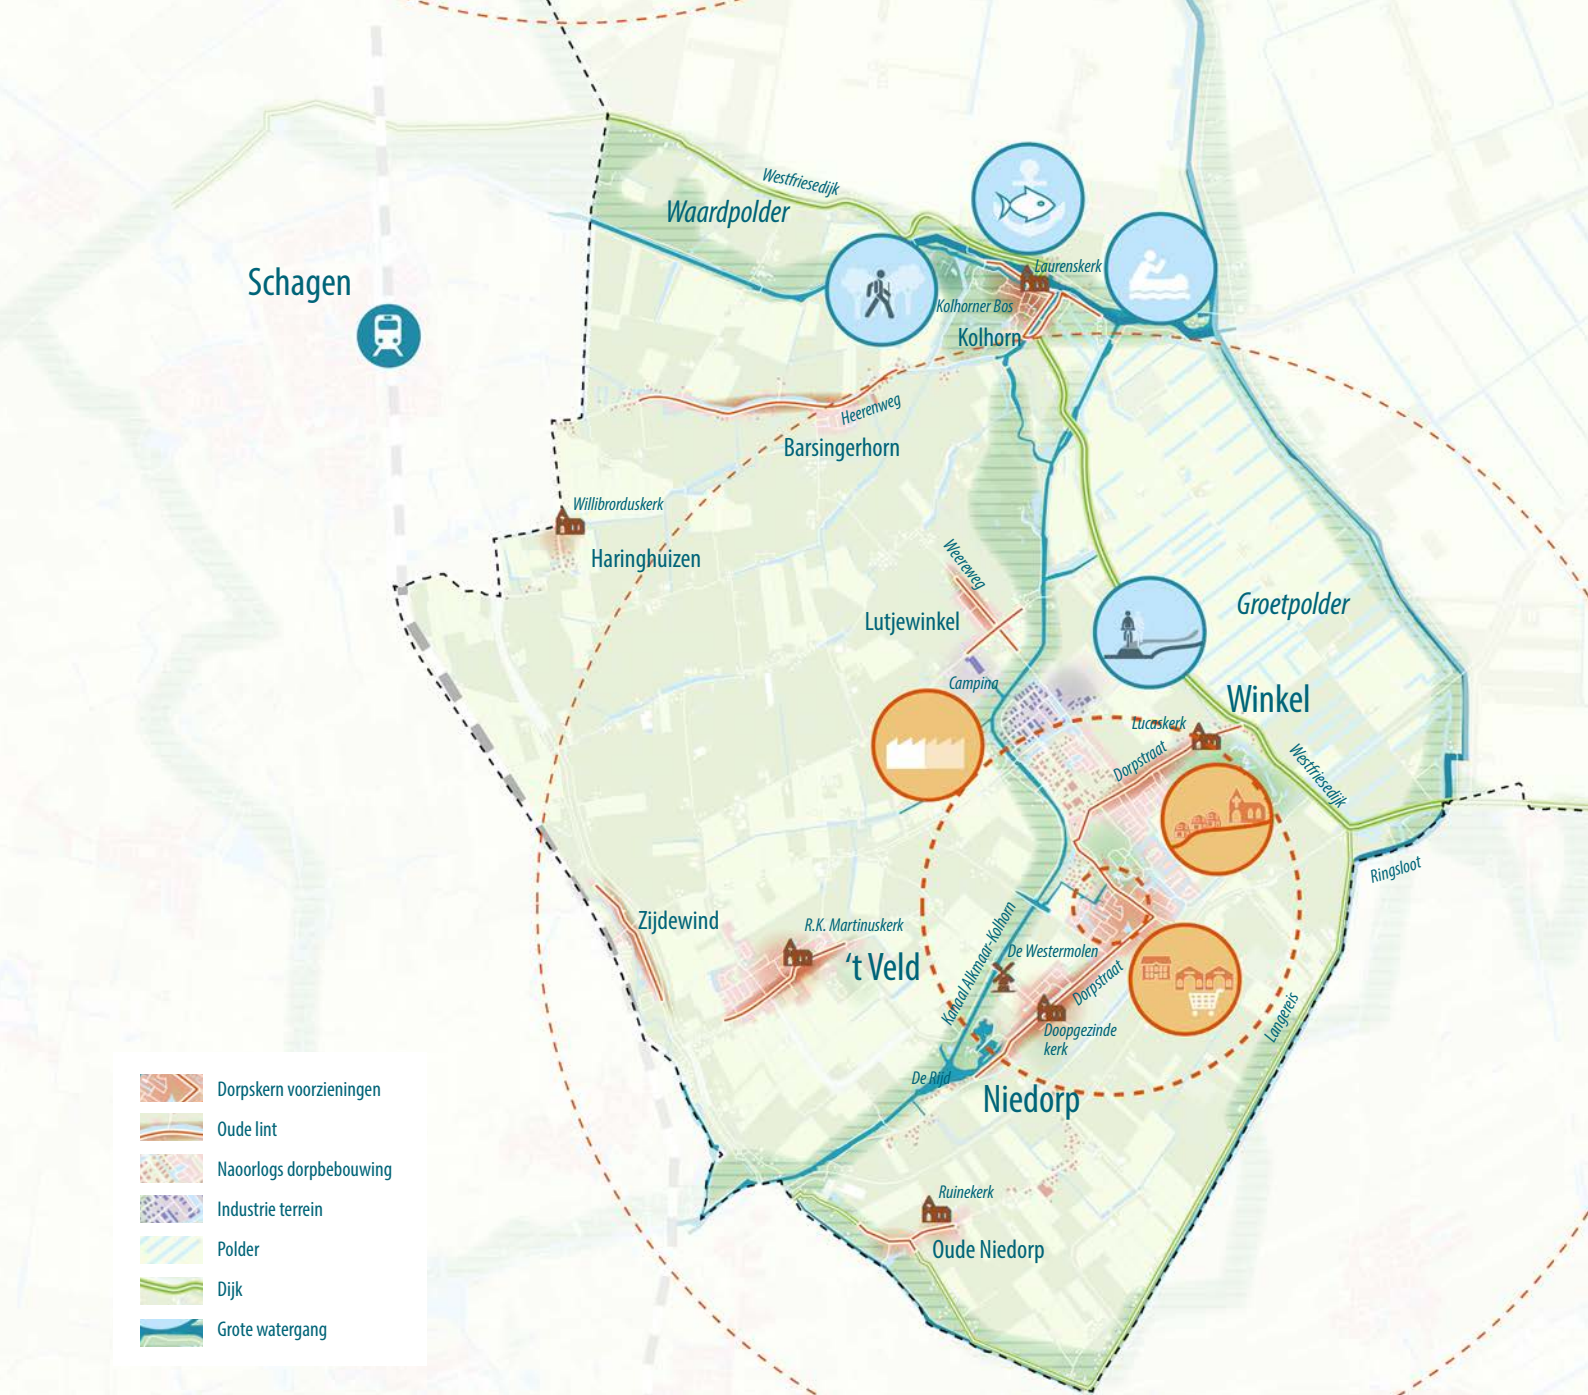 Westfriesedijk
Waardpolder
Schagen
Laurenskerk
Kolhorner Bos
Kolhorn
Heerenweg
Barsingerhorn
Willibrorduskerk
Haringhuizen
Weereweg
Lutjewinkel
Groetpolder
Campina
Winkel
Lucaskerk
Dorpstraat
Westfriesedijk
Ringsloot
Zijdewind
R.K. Martinuskerk
't Veld
Kanaal Alkmaar-Kolhorn
De Westermolen
Dorpstraat
Doopgezinde
kerk
Langereis
De Rijd
Niedorp
Ruinekerk
Oude Niedorp
Dorpskern voorzieningen
Oude lint
Naoorlogs dorpbebouwing
Industrie terrein
Polder
Dijk
Grote watergang